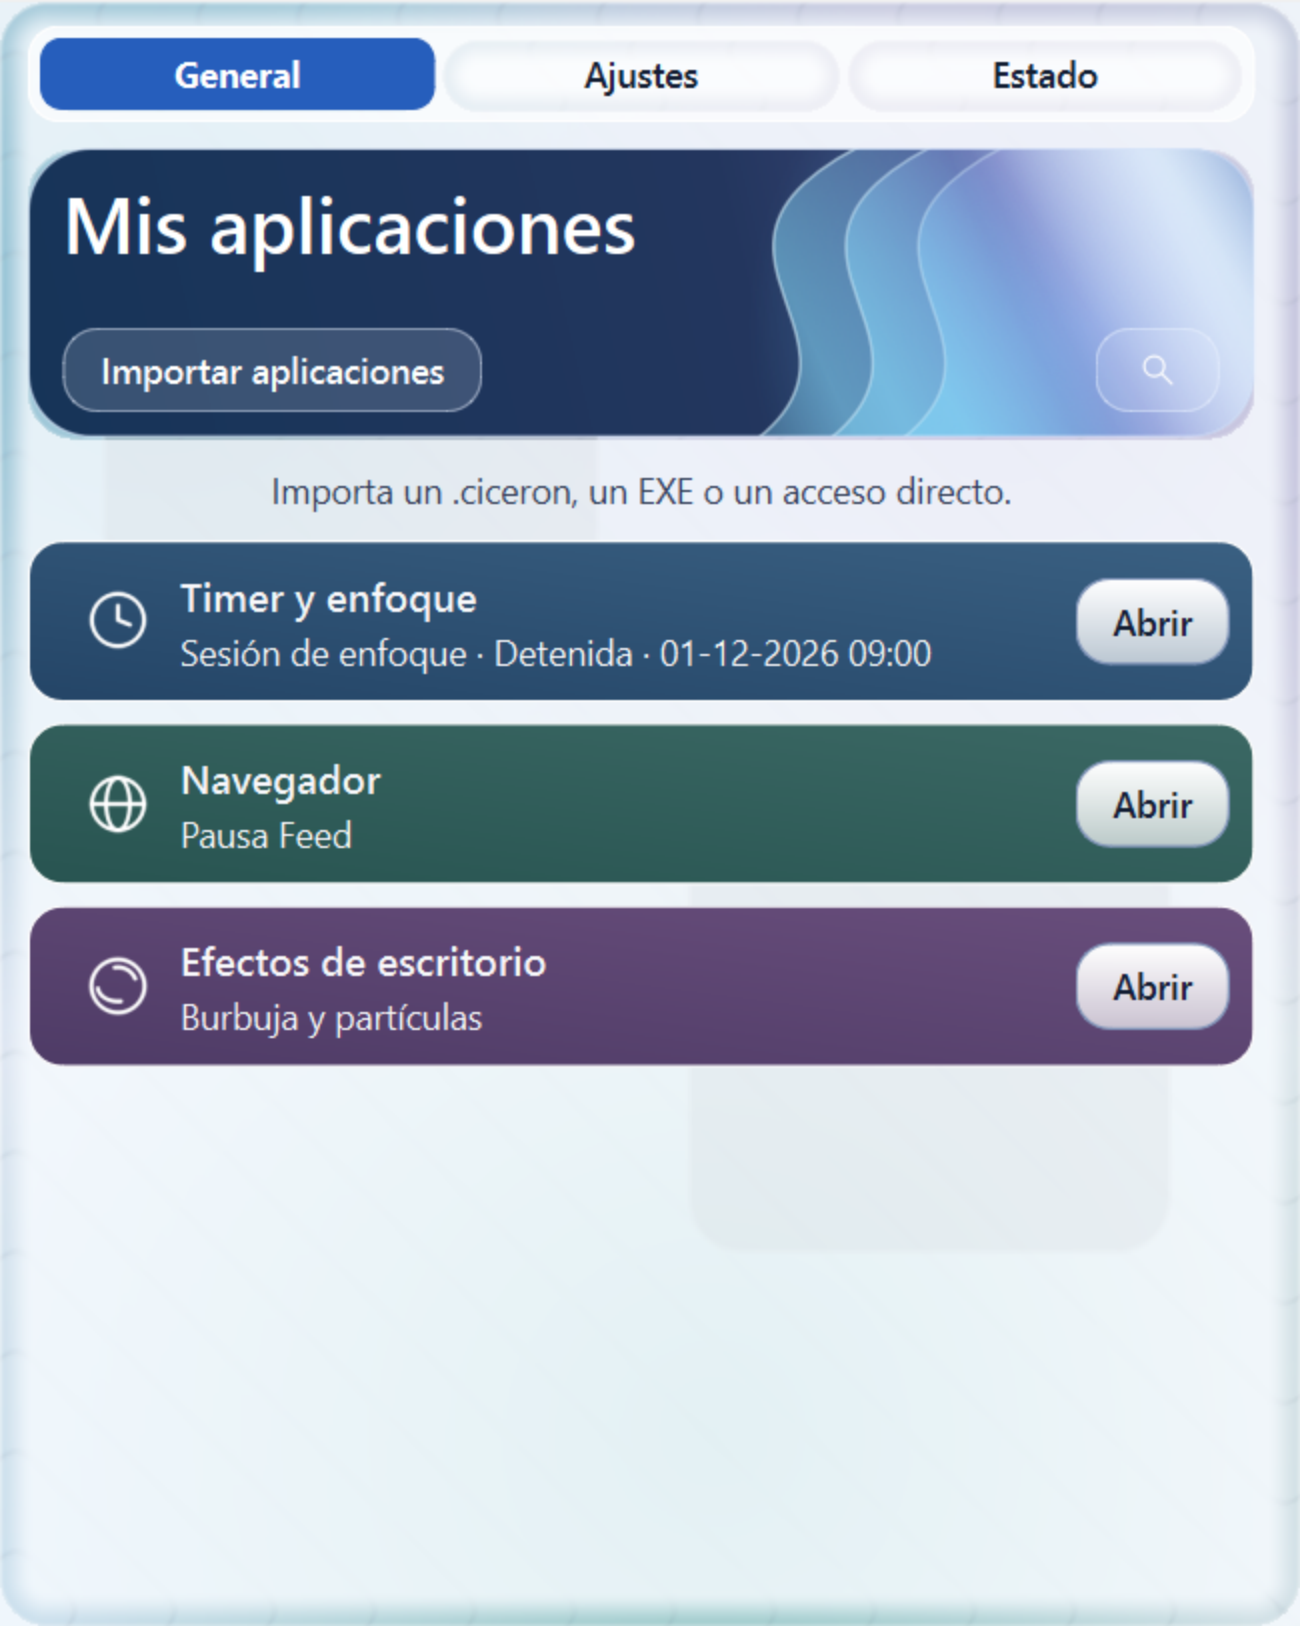 General
Ajustes
Estado
Mis aplicaciones
Importar aplicaciones
Importa un .ciceron, un EXE o un acceso directo.
Timer y enfoque
Sesión de enfoque · Detenida · 01-12-2026 09:00
Abrir
Navegador
Pausa Feed
Abrir
Efectos de escritorio
Burbuja y partículas
Abrir